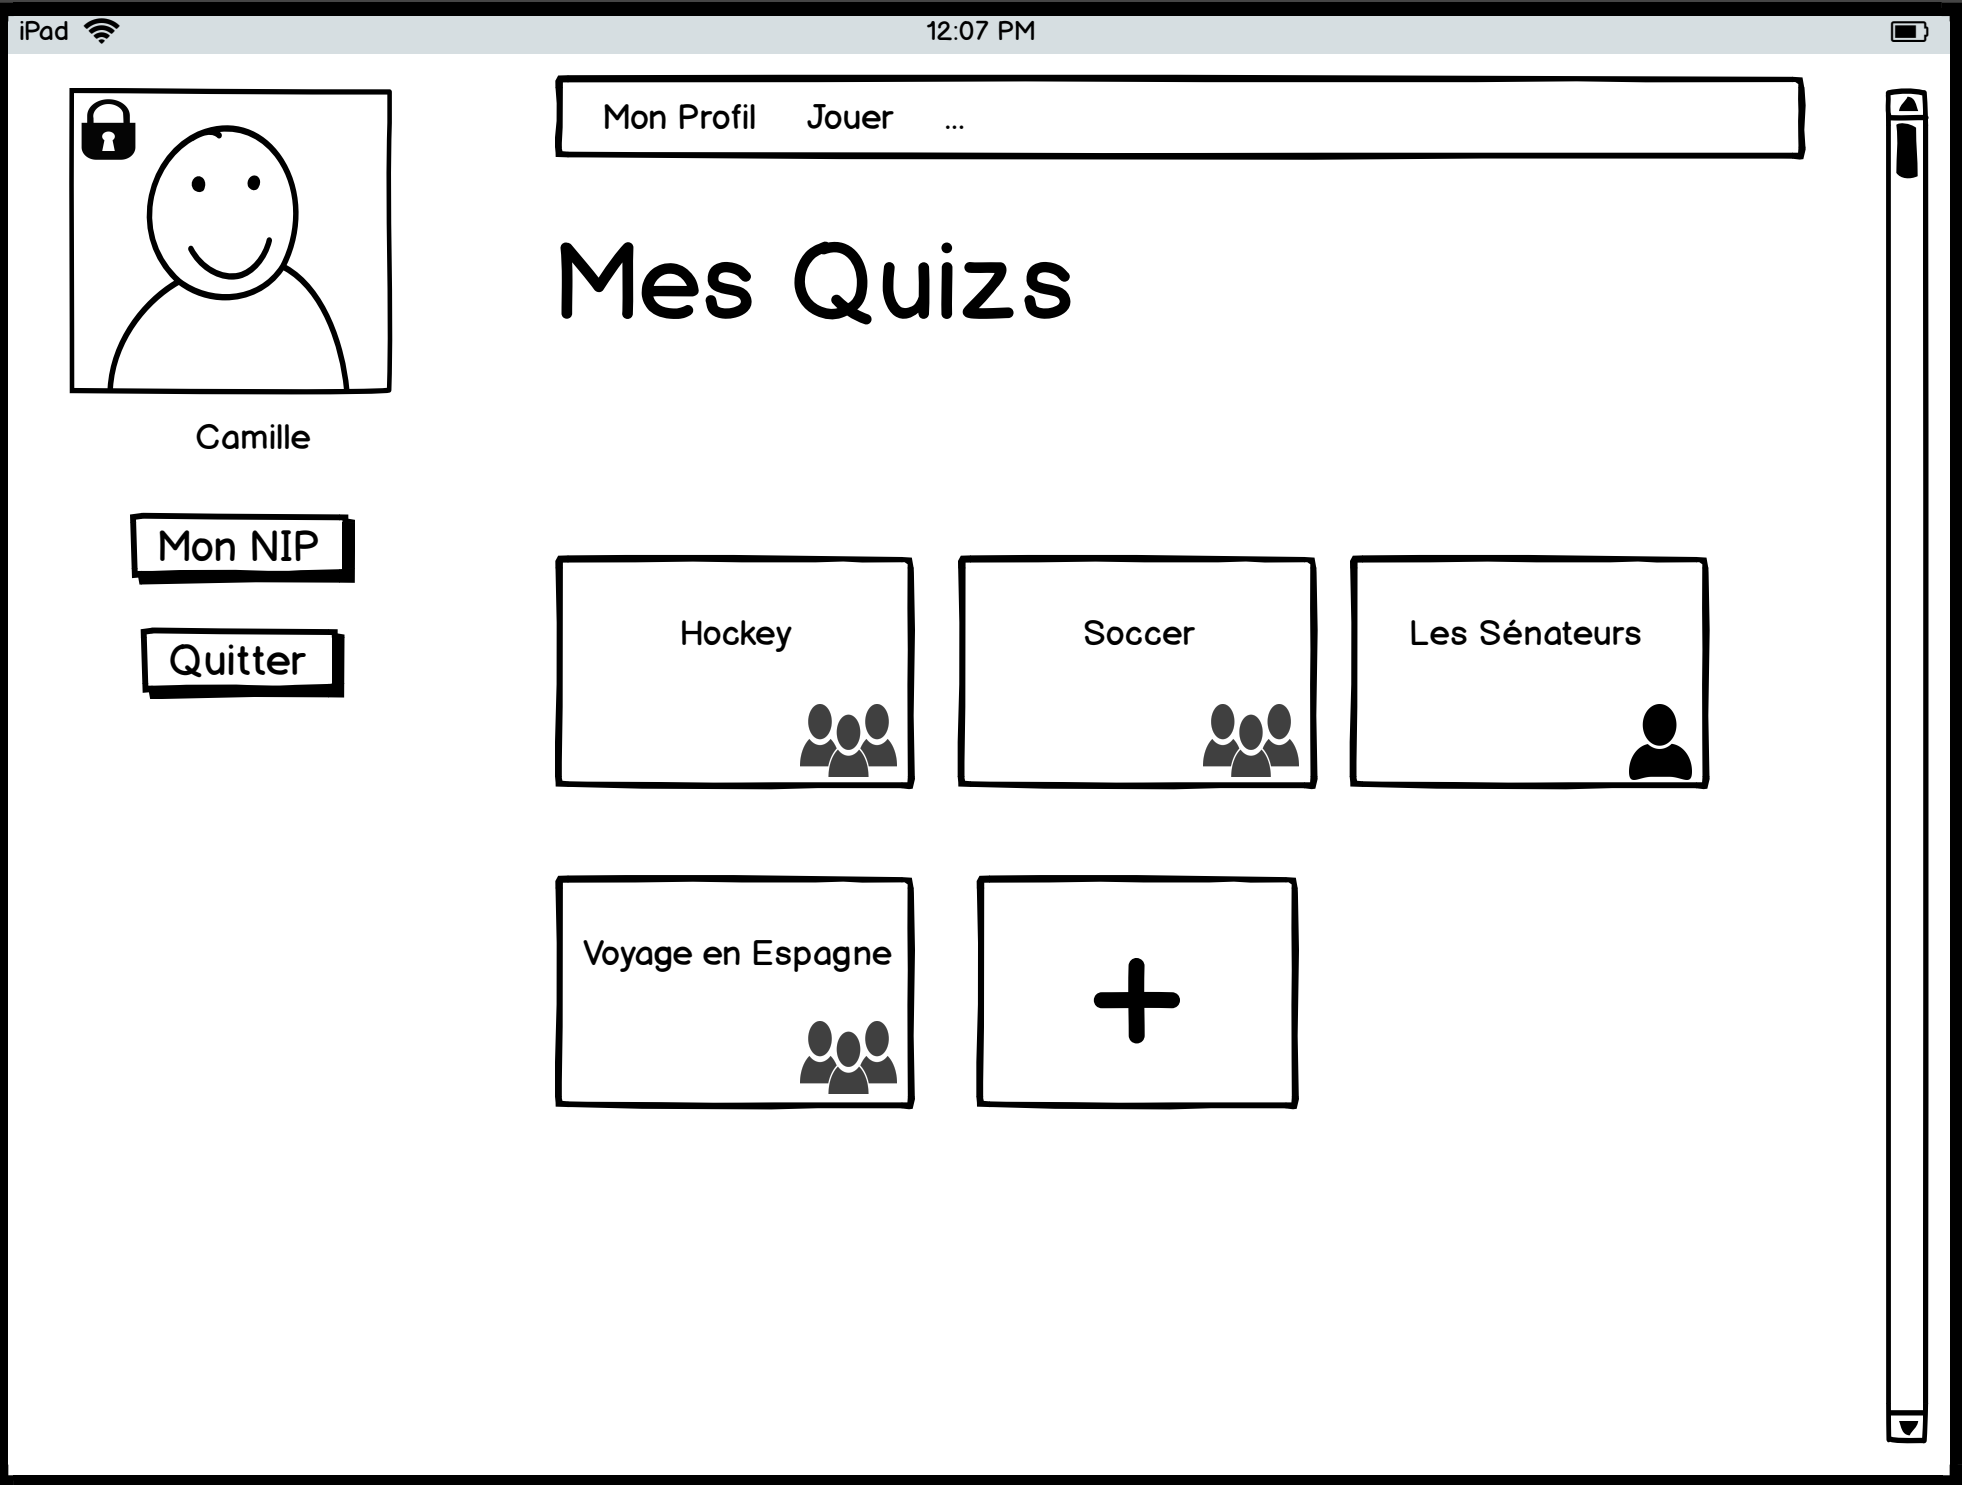 iPad
12:07 PM
Mon Profil Jouer ...
Camille
Mon NIP
Quitter
Mes Quizs
Hockey
Soccer
Les Sénateurs
Voyage en Espagne